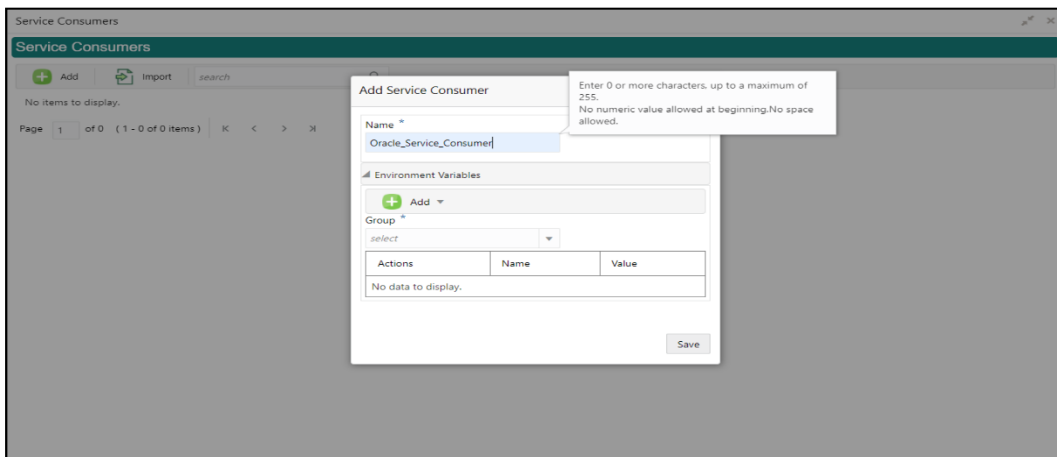 Service Consumers
Service Consumers
Add Import search
No items to display.
Page 1 of 0 (1 - 0 of 0 items) K < > >|
Add Service Consumer
Enter 0 or more characters. up to a maximum of
255.
No numeric value allowed at beginning.No space
allowed.
Name *
Oracle_Service_Consumer
Environment Variables
Add
Group *
select
Actions Name Value
No data to display.
Save